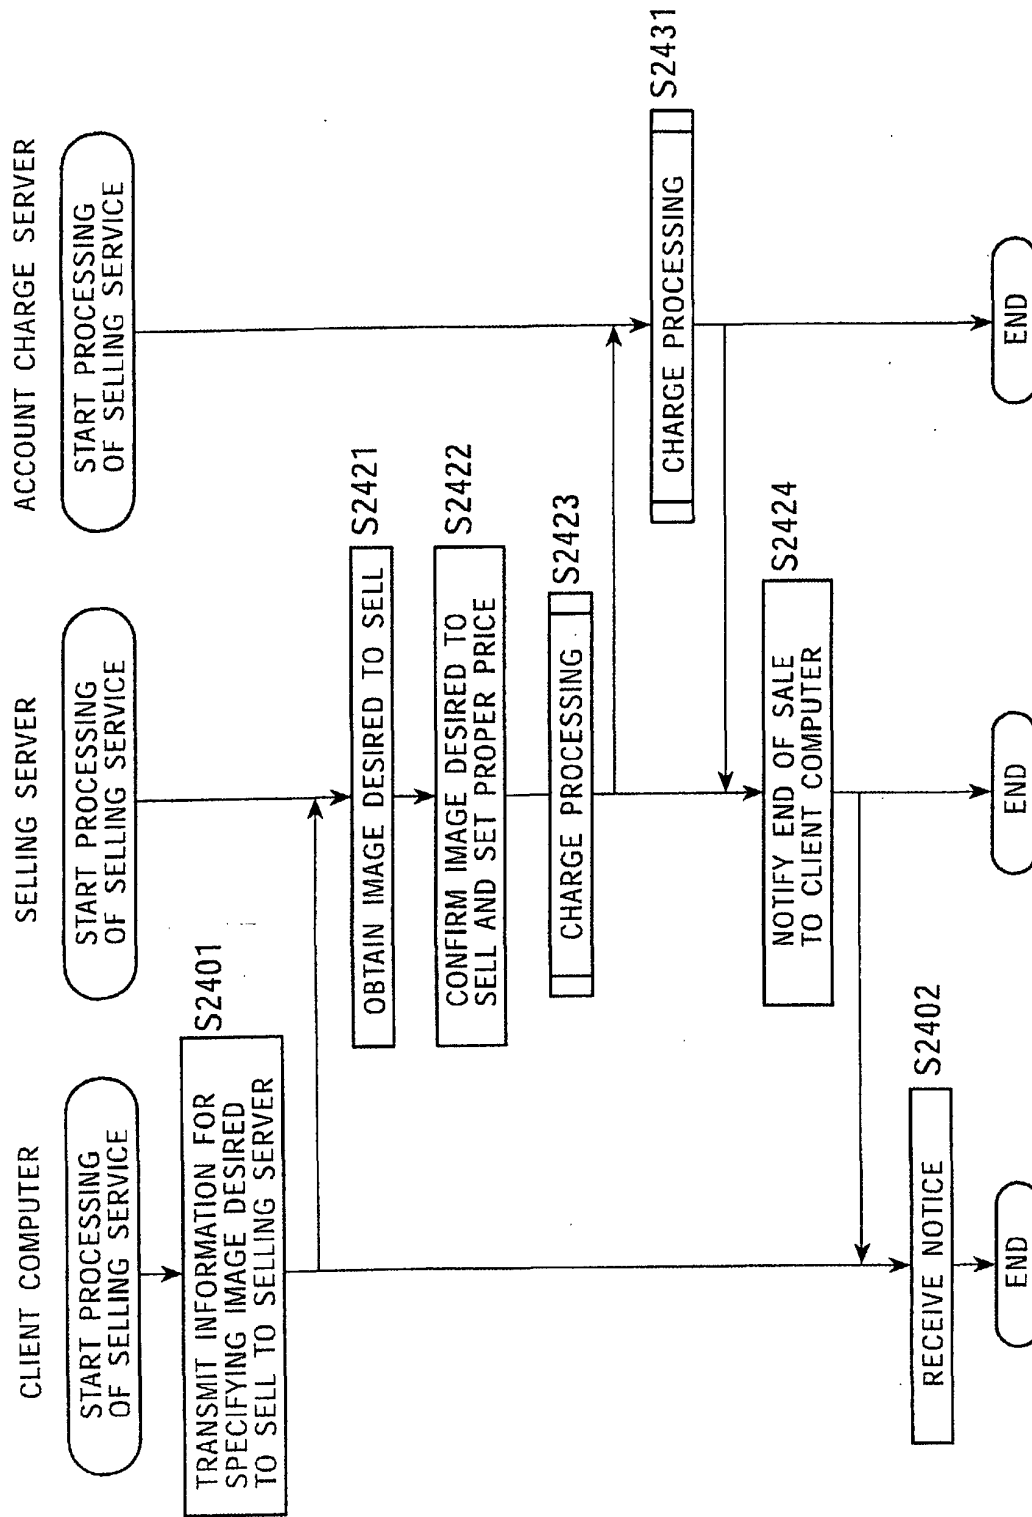 CLIENT COMPUTER
START PROCESSING
OF SELLING SERVICE
TRANSMIT INFORMATION FOR
SPECIFYING IMAGE DESIRED
TO SELL TO SELLING SERVER
S2401
RECEIVE NOTICE
S2402
END
SELLING SERVER
START PROCESSING
OF SELLING SERVICE
OBTAIN IMAGE DESIRED TO SELL
S2421
CONFIRM IMAGE DESIRED TO
SELL AND SET PROPER PRICE
S2422
CHARGE PROCESSING
S2423
NOTIFY END OF SALE
TO CLIENT COMPUTER
S2424
END
ACCOUNT CHARGE SERVER
START PROCESSING
OF SELLING SERVICE
CHARGE PROCESSING
S2431
END